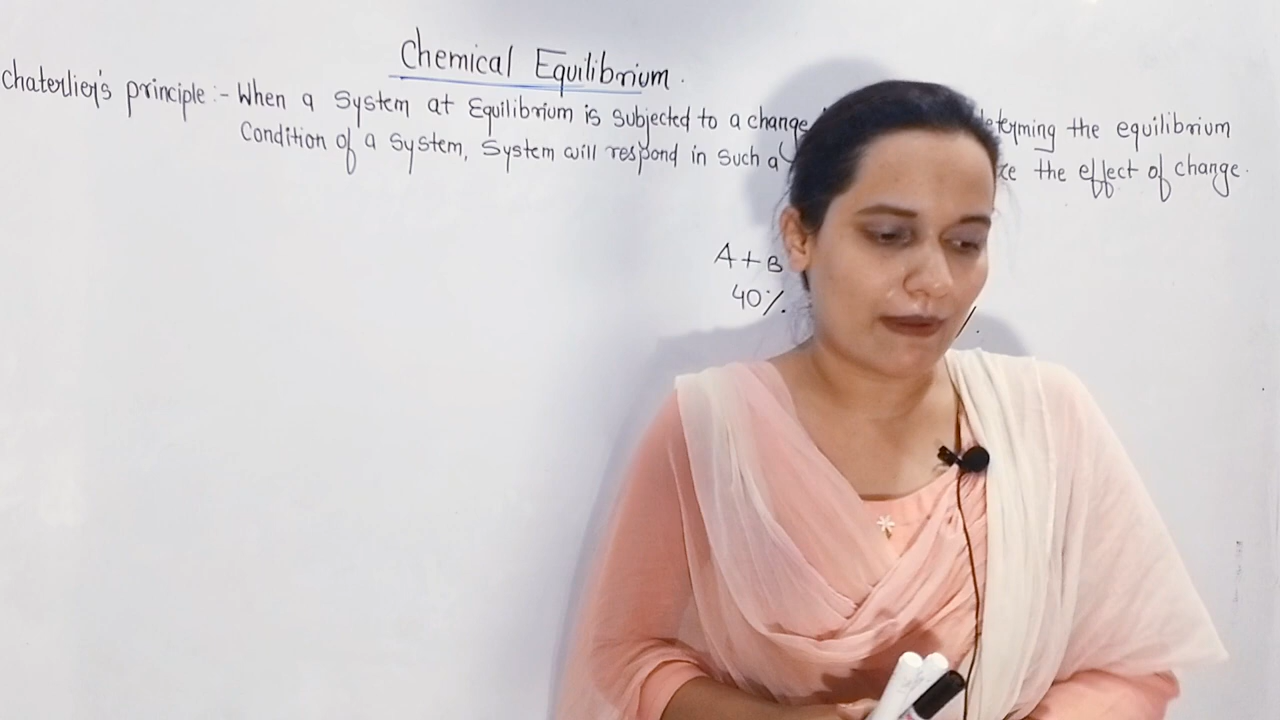 Chemical Equilibrium.
chaterlier's principle :- When a system at Equilibrium is subjected to a change the equilibrium
Condition of a system, system will respond in such a the effect of change.
A + B
40%.